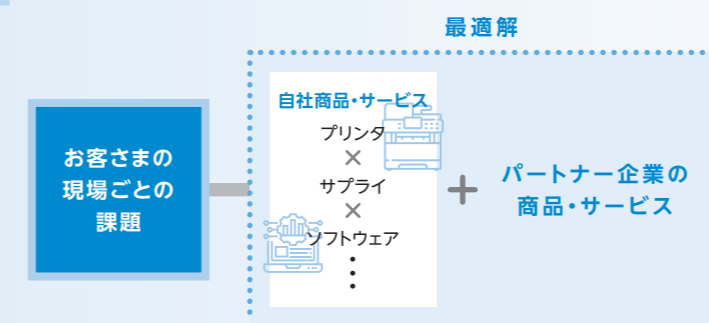 最適解
お客さまの
現場ごとの
課題
自社商品・サービス
プリンタ
×
サプライ
×
ソフトウェア
+
パートナー企業の
商品・サービス